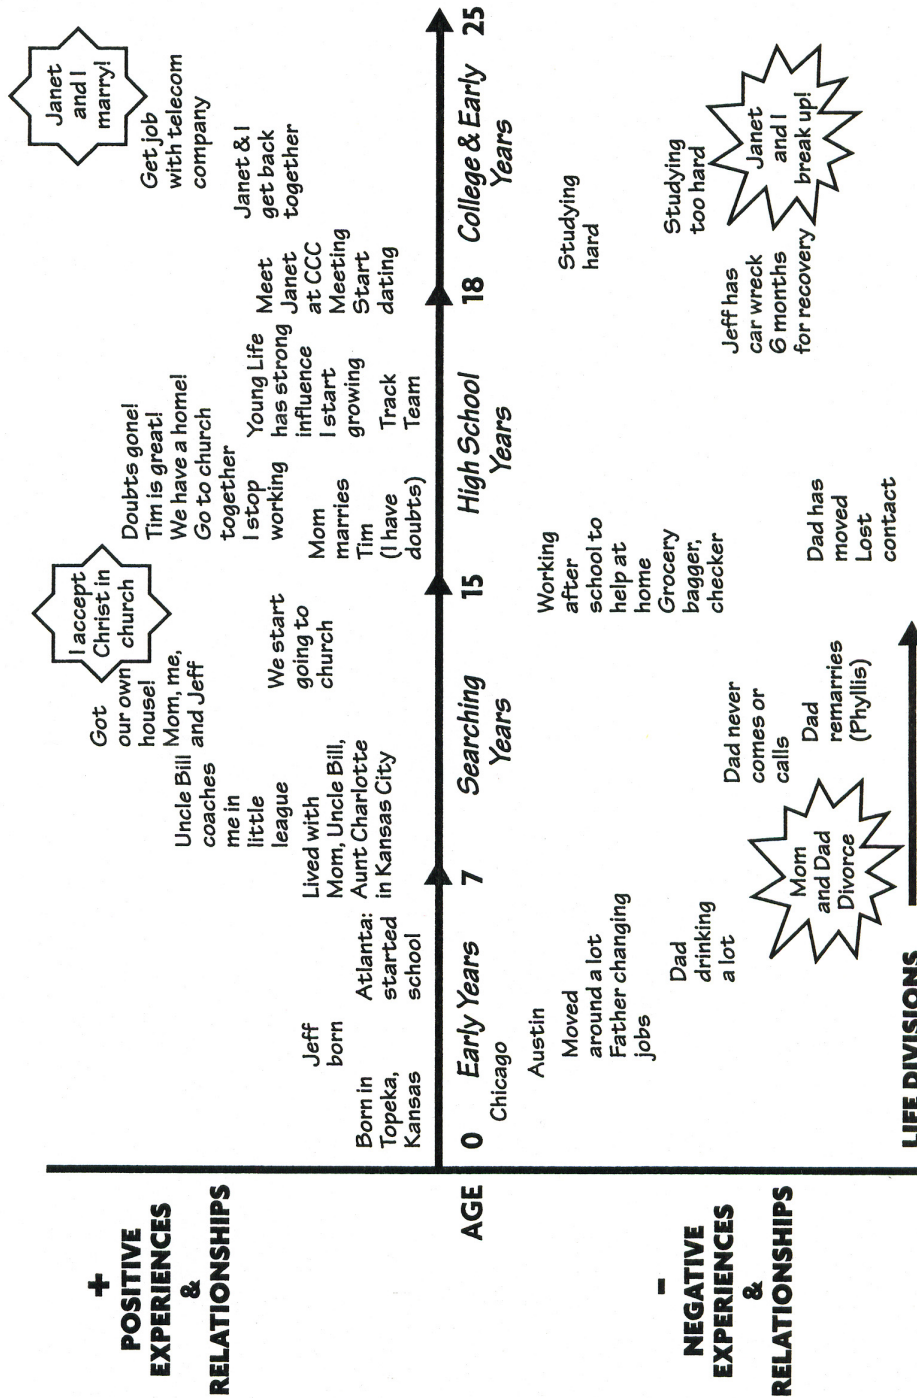 +
POSITIVE
EXPERIENCES
&
RELATIONSHIPS
Born in
Topeka,
Kansas
Jeff
born
Atlanta:
started
school
Lived with
Mom, Uncle Bill,
Aunt Charlotte
in Kansas City
Uncle Bill
coaches
me in
little
league
Got
our own
house!
Mom, me,
and Jeff
I accept
Christ in
church
We start
going to
church
Mom
marries
Tim
(I have
doubts)
Doubts gone!
Tim is great!
We have a home!
Go to church
together
I stop
working
Young Life
has strong
influence
I start
growing
Track
Team
Meet
Janet
at CCC
Meeting
Start
dating
Janet & I
get back
together
Get job
with telecom
company
Janet
and I
marry!
AGE
0
Early Years
7
Searching
Years
15
High School
Years
18
College & Early
Years
25
-
NEGATIVE
EXPERIENCES
&
RELATIONSHIPS
Chicago
Austin
Moved
around a lot
Father changing
jobs
Dad
drinking
a lot
Mom
and Dad
Divorce
Dad never
comes or
calls
Dad
remarries
(Phyllis)
Working
after
school to
help at
home
Grocery
bagger,
checker
Dad has
moved
Lost
contact
Jeff has
car wreck
6 months
for recovery
Studying
hard
Studying
too hard
Janet
and I
break up!
LIFE DIVISIONS